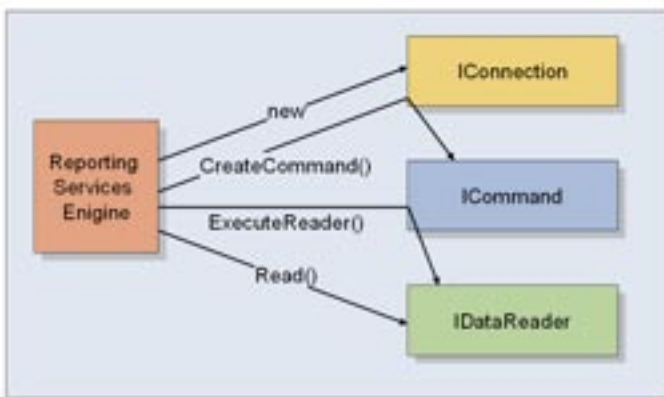 IConnection
new
Reporting
Services
Enigine
CreateCommand()
ICommand
ExecuteReader()
Read()
IDataReader